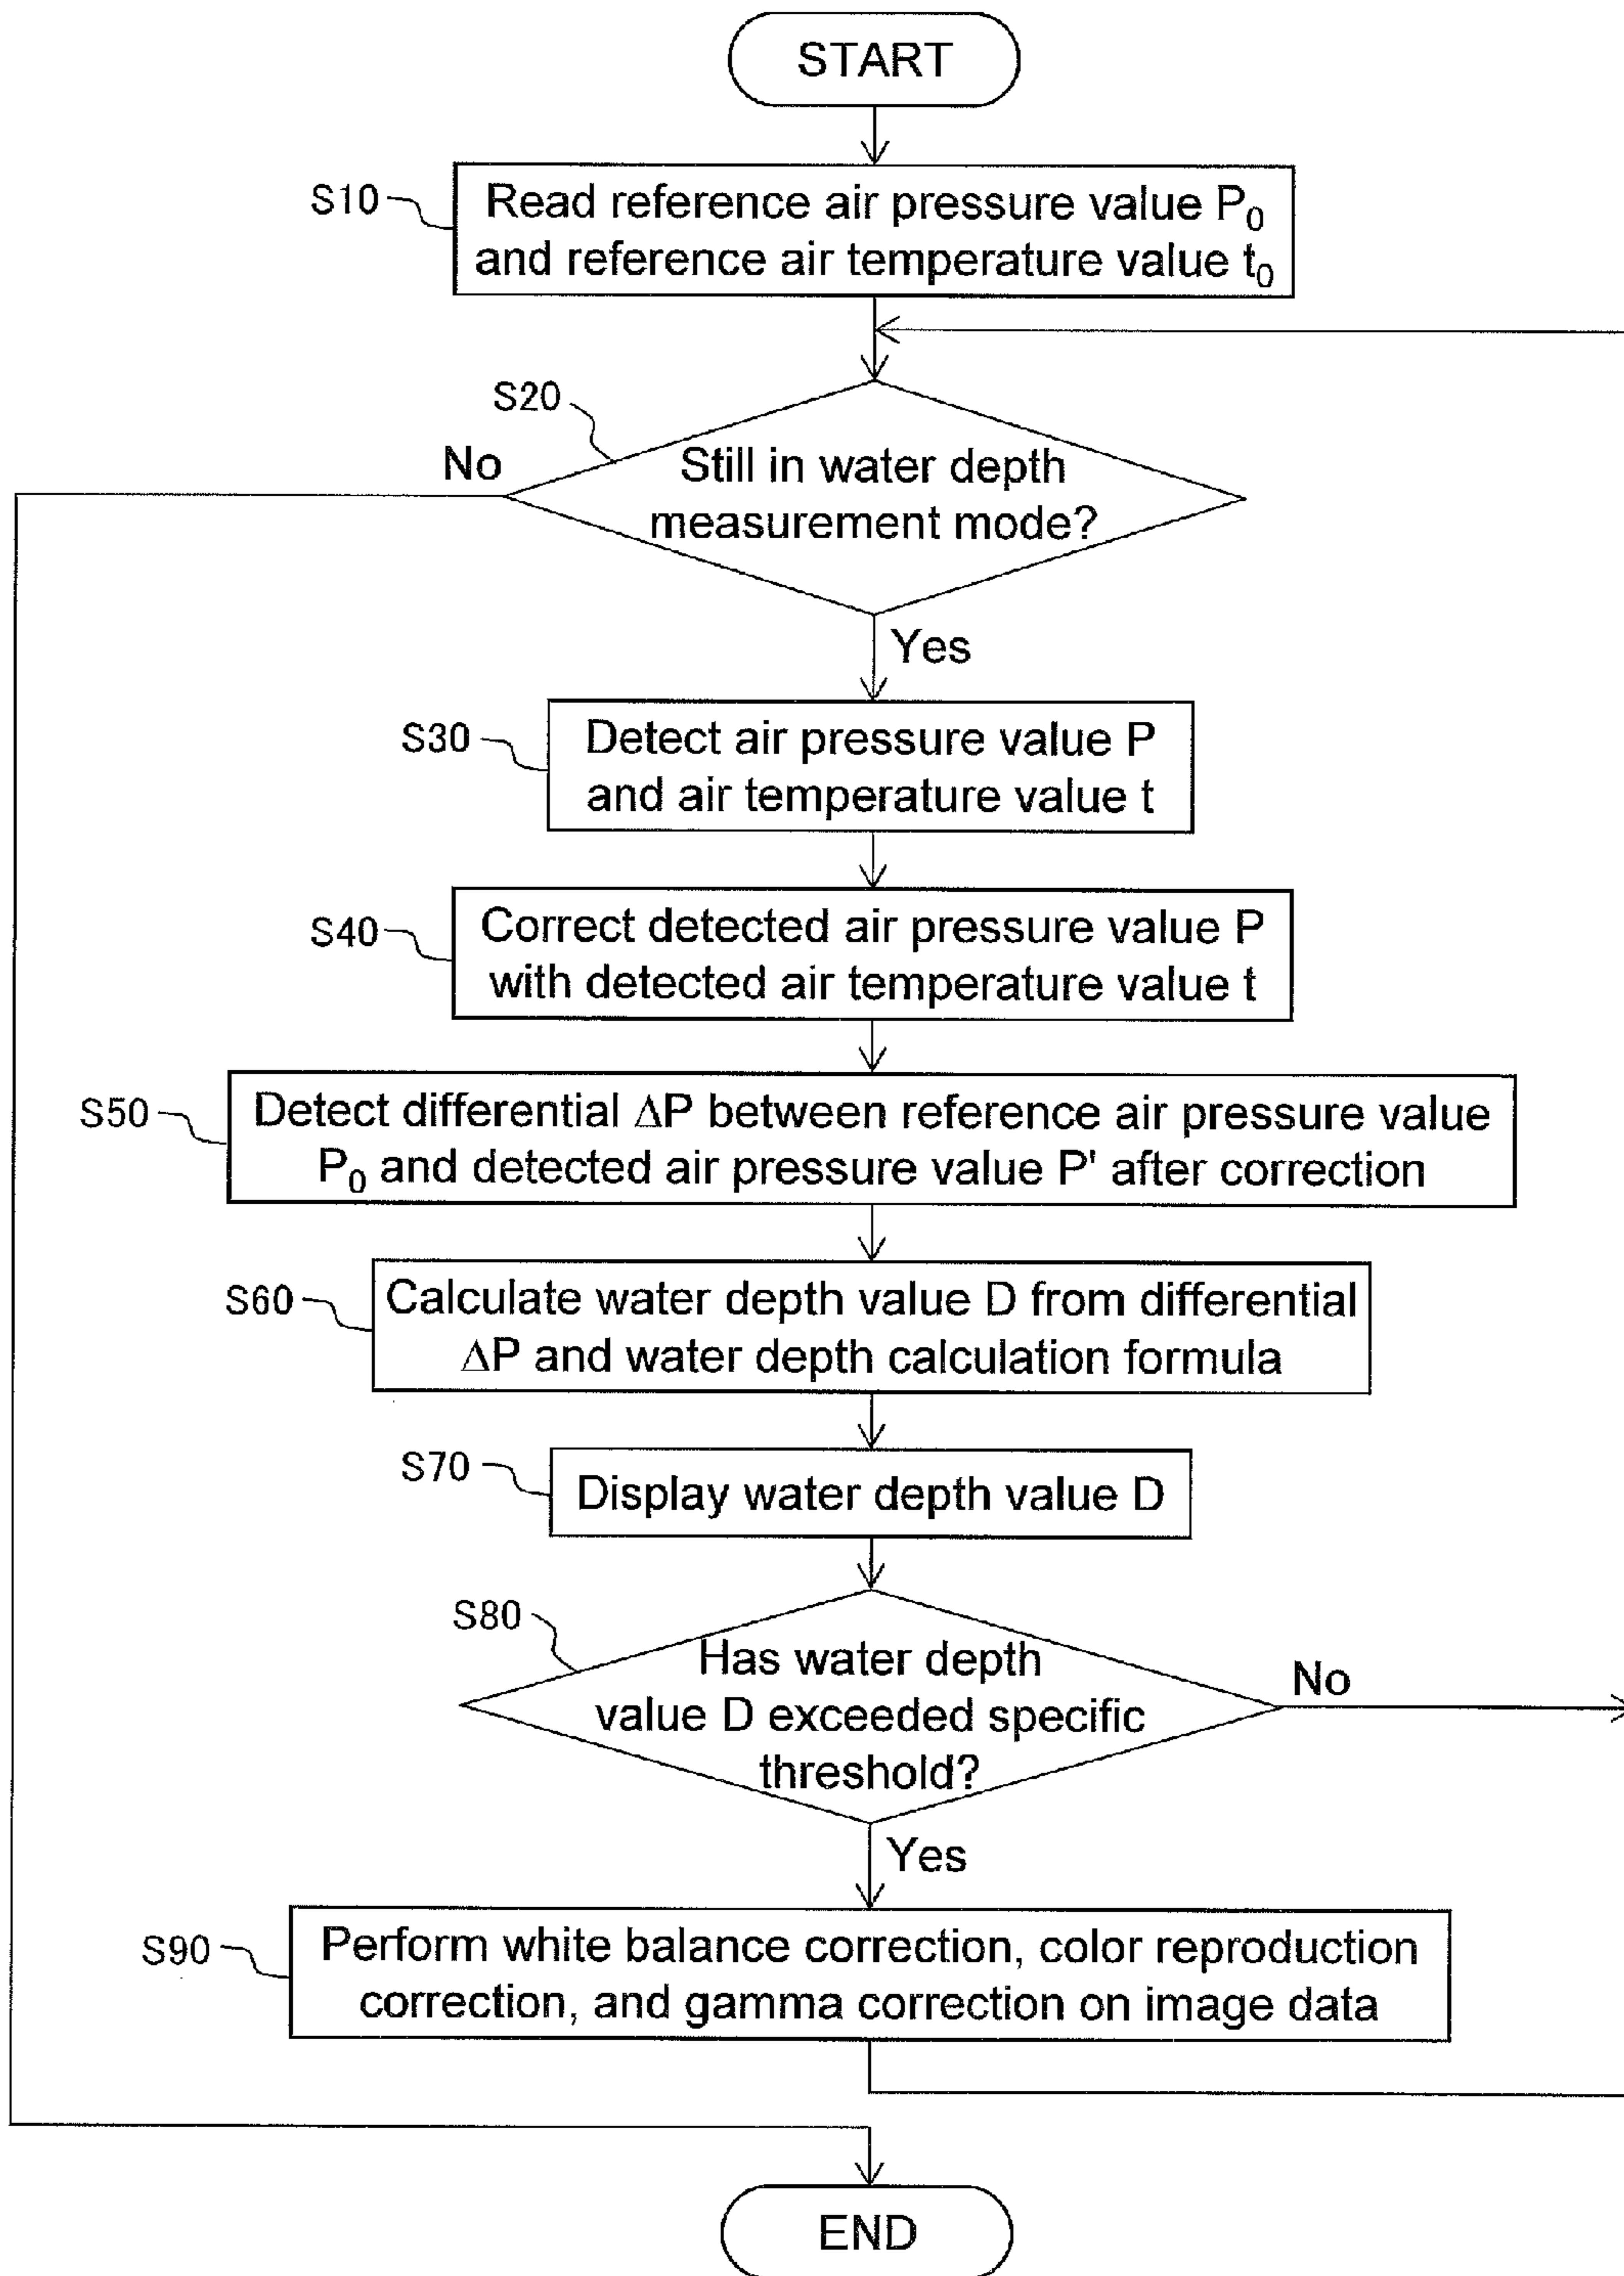 START
S10
Read reference air pressure value P₀
and reference air temperature value t₀
S20
No
Still in water depth
measurement mode?
Yes
S30
Detect air pressure value P
and air temperature value t
S40
Correct detected air pressure value P
with detected air temperature value t
S50
Detect differential ΔP between reference air pressure value
P₀ and detected air pressure value P' after correction
S60
Calculate water depth value D from differential
ΔP and water depth calculation formula
S70
Display water depth value D
S80
Has water depth
value D exceeded specific
threshold?
No
Yes
S90
Perform white balance correction, color reproduction
correction, and gamma correction on image data
END